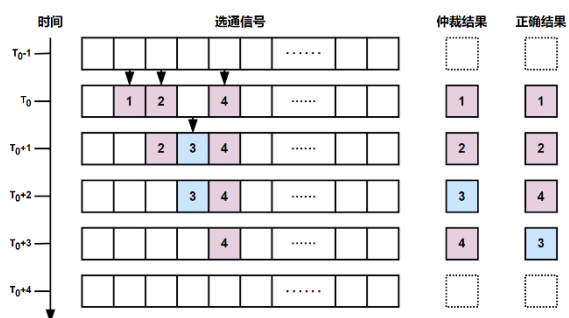 时间 选通信号 仲裁结果 正确结果
T₀-1 ······
T₀ 1 2 4 ······ 1 1
T₀+1 2 3 4 ······ 2 2
T₀+2 3 4 ······ 3 4
T₀+3 4 ······ 4 3
T₀+4 ······